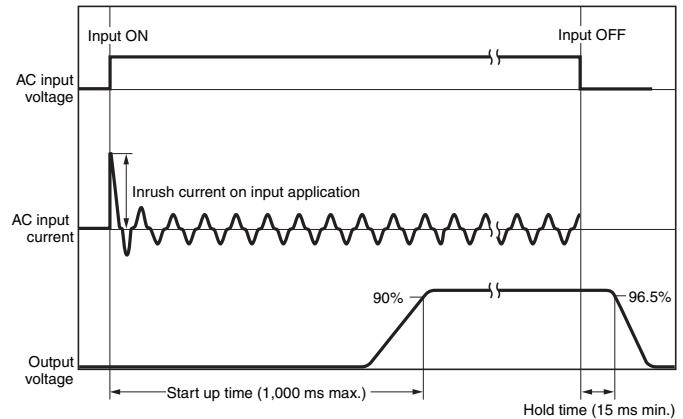 Input ON
Input OFF
AC input
voltage
Inrush current on input application
AC input
current
90%
96.5%
Output
voltage
Start up time (1,000 ms max.)
Hold time (15 ms min.)